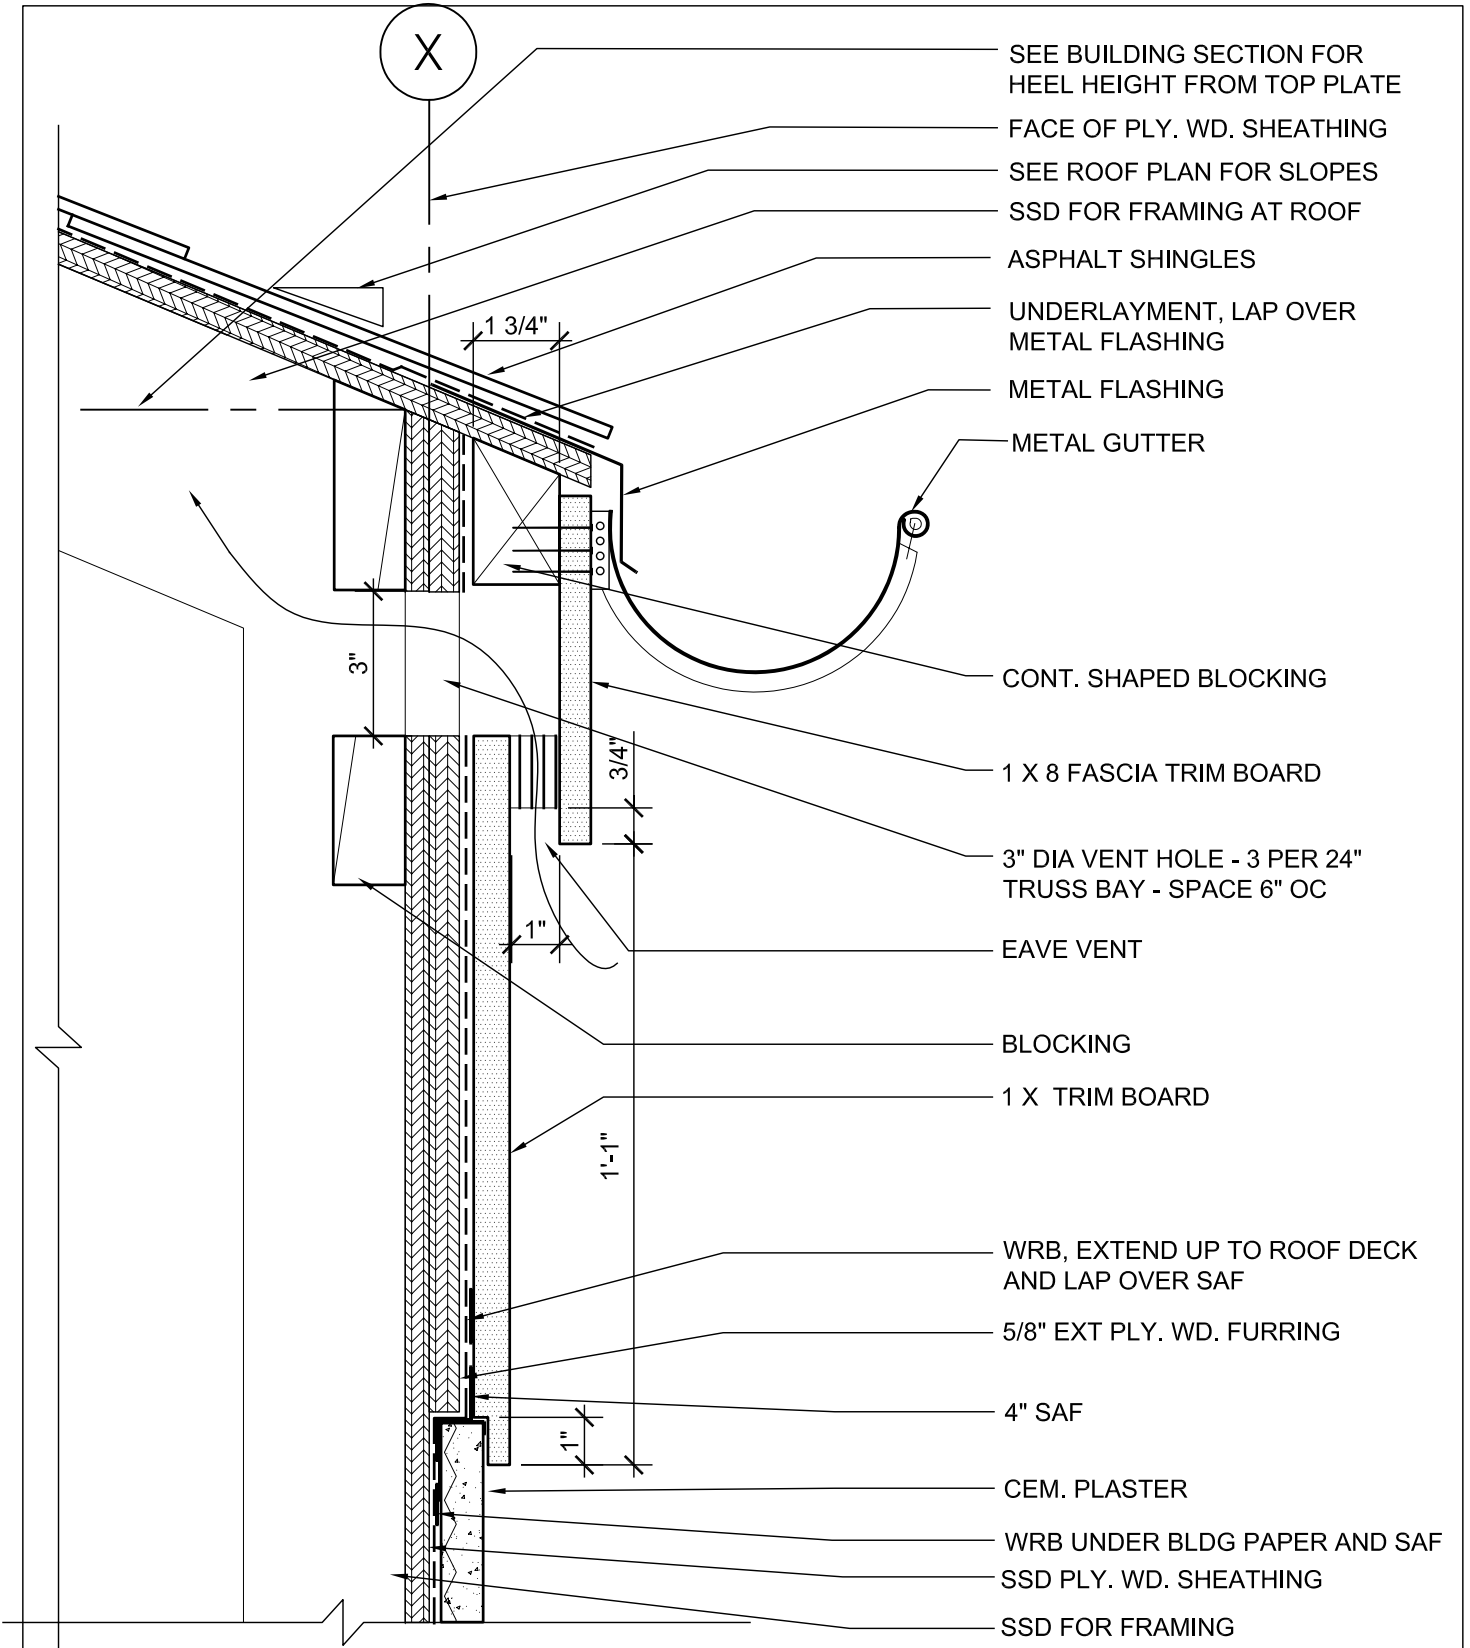 X
SEE BUILDING SECTION FOR
HEEL HEIGHT FROM TOP PLATE
FACE OF PLY. WD. SHEATHING
SEE ROOF PLAN FOR SLOPES
SSD FOR FRAMING AT ROOF
ASPHALT SHINGLES
UNDERLAYMENT, LAP OVER
METAL FLASHING
1 3/4"
METAL FLASHING
METAL GUTTER
3"
CONT. SHAPED BLOCKING
3/4"
1 X 8 FASCIA TRIM BOARD
3" DIA VENT HOLE - 3 PER 24"
TRUSS BAY - SPACE 6" OC
1"
EAVE VENT
BLOCKING
1 X TRIM BOARD
1'-1"
WRB, EXTEND UP TO ROOF DECK
AND LAP OVER SAF
5/8" EXT PLY. WD. FURRING
4" SAF
1"
CEM. PLASTER
WRB UNDER BLDG PAPER AND SAF
SSD PLY. WD. SHEATHING
SSD FOR FRAMING